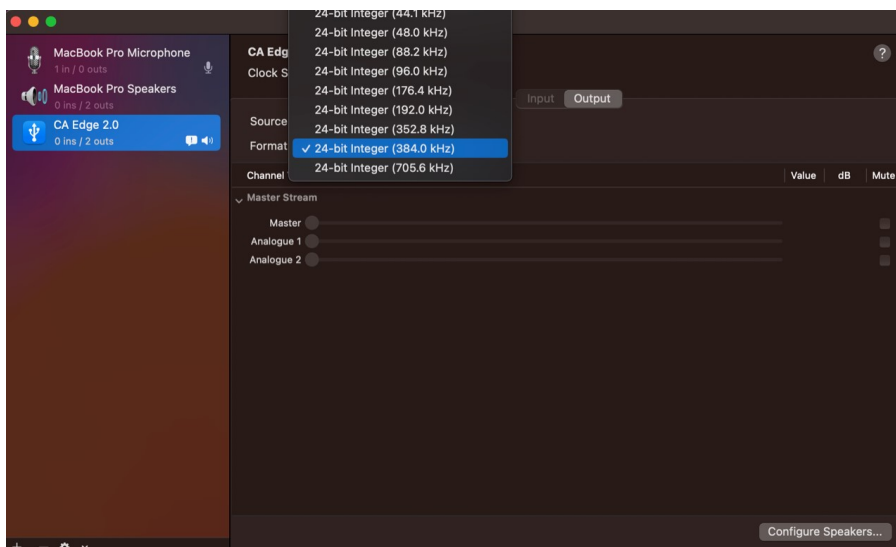 MacBook Pro Microphone
1 in / 0 outs
MacBook Pro Speakers
0 ins / 2 outs
CA Edge 2.0
0 ins / 2 outs
24-bit Integer (44.1 kHz)
24-bit Integer (48.0 kHz)
24-bit Integer (88.2 kHz)
24-bit Integer (96.0 kHz)
24-bit Integer (176.4 kHz)
24-bit Integer (192.0 kHz)
24-bit Integer (352.8 kHz)
✓ 24-bit Integer (384.0 kHz)
24-bit Integer (705.6 kHz)
CA Edg
?
Clock S
Input Output
Source
Format
Channel Value dB Mute
Master Stream
Master
Analogue 1
Analogue 2
Configure Speakers...